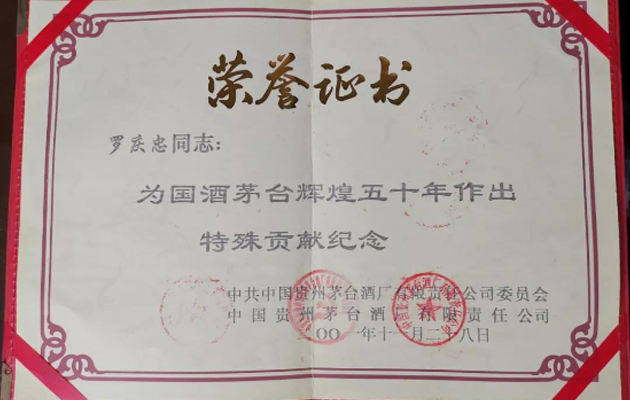 荣誉证书
罗庆忠同志：
为国酒茅台辉煌五十年作出
特殊贡献纪念
中共中国贵州茅台酒厂有限责任公司委员会
中国贵州茅台酒厂有限责任公司
二〇〇一年十一月二十八日